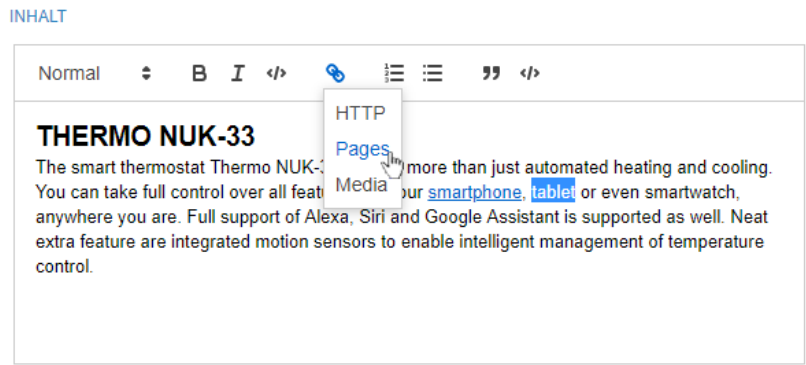 INHALT
Normal B I </> </>
HTTP
Pages
Media
THERMO NUK-33
The smart thermostat Thermo NUK-3 more than just automated heating and cooling.
You can take full control over all feat our smartphone, tablet or even smartwatch,
anywhere you are. Full support of Alexa, Siri and Google Assistant is supported as well. Neat
extra feature are integrated motion sensors to enable intelligent management of temperature
control.